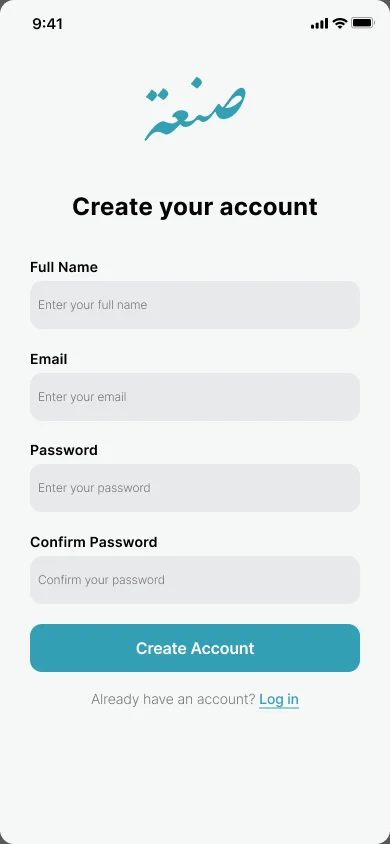 9:41
صنعة
Create your account
Full Name
Enter your full name
Email
Enter your email
Password
Enter your password
Confirm Password
Confirm your password
Create Account
Already have an account? Log in